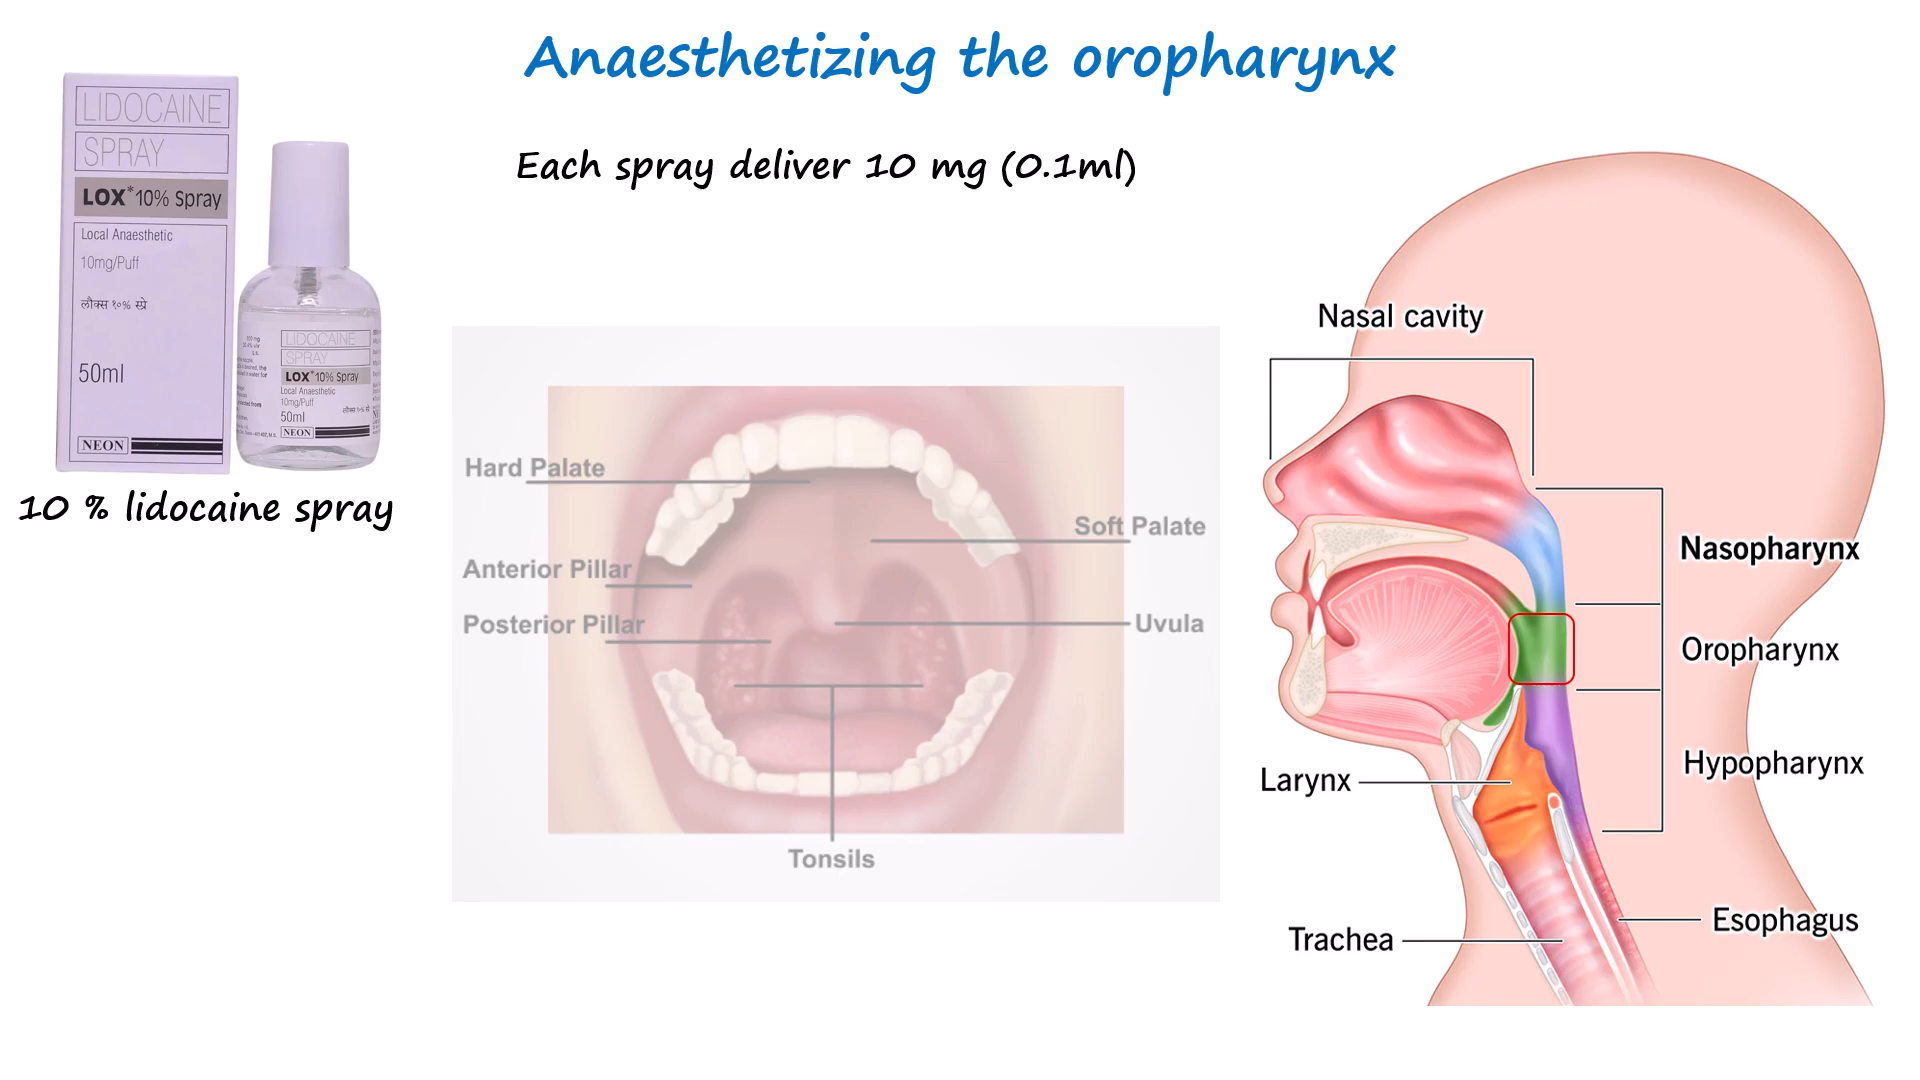 Anaesthetizing the oropharynx
LIDOCAINE
SPRAY
LOX*10% Spray
Local Anaesthetic
10mg/Puff
लौक्स १०% स्प्रे
50ml
NEON
LIDOCAINE
SPRAY
LOX*10% Spray
Local Anaesthetic
10mg/Puff
50ml
NEON
10 % lidocaine spray
Each spray deliver 10 mg (0.1ml)
Hard Palate
Soft Palate
Anterior Pillar
Posterior Pillar
Uvula
Tonsils
Nasal cavity
Nasopharynx
Oropharynx
Hypopharynx
Larynx
Esophagus
Trachea